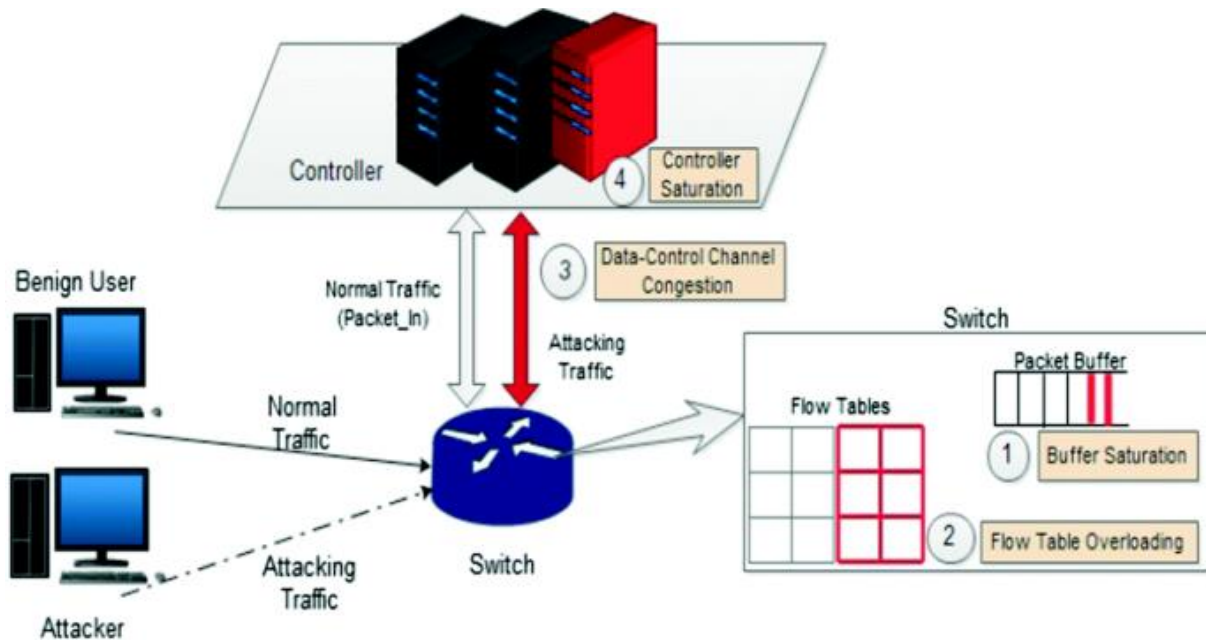 Controller
4
Controller
Saturation
3
Data-Control Channel
Congestion
Benign User
Normal Traffic
(Packet_In)
Attacking
Traffic
Switch
Packet Buffer
Flow Tables
1
Buffer Saturation
2
Flow Table Overloading
Normal
Traffic
Switch
Attacking
Traffic
Attacker